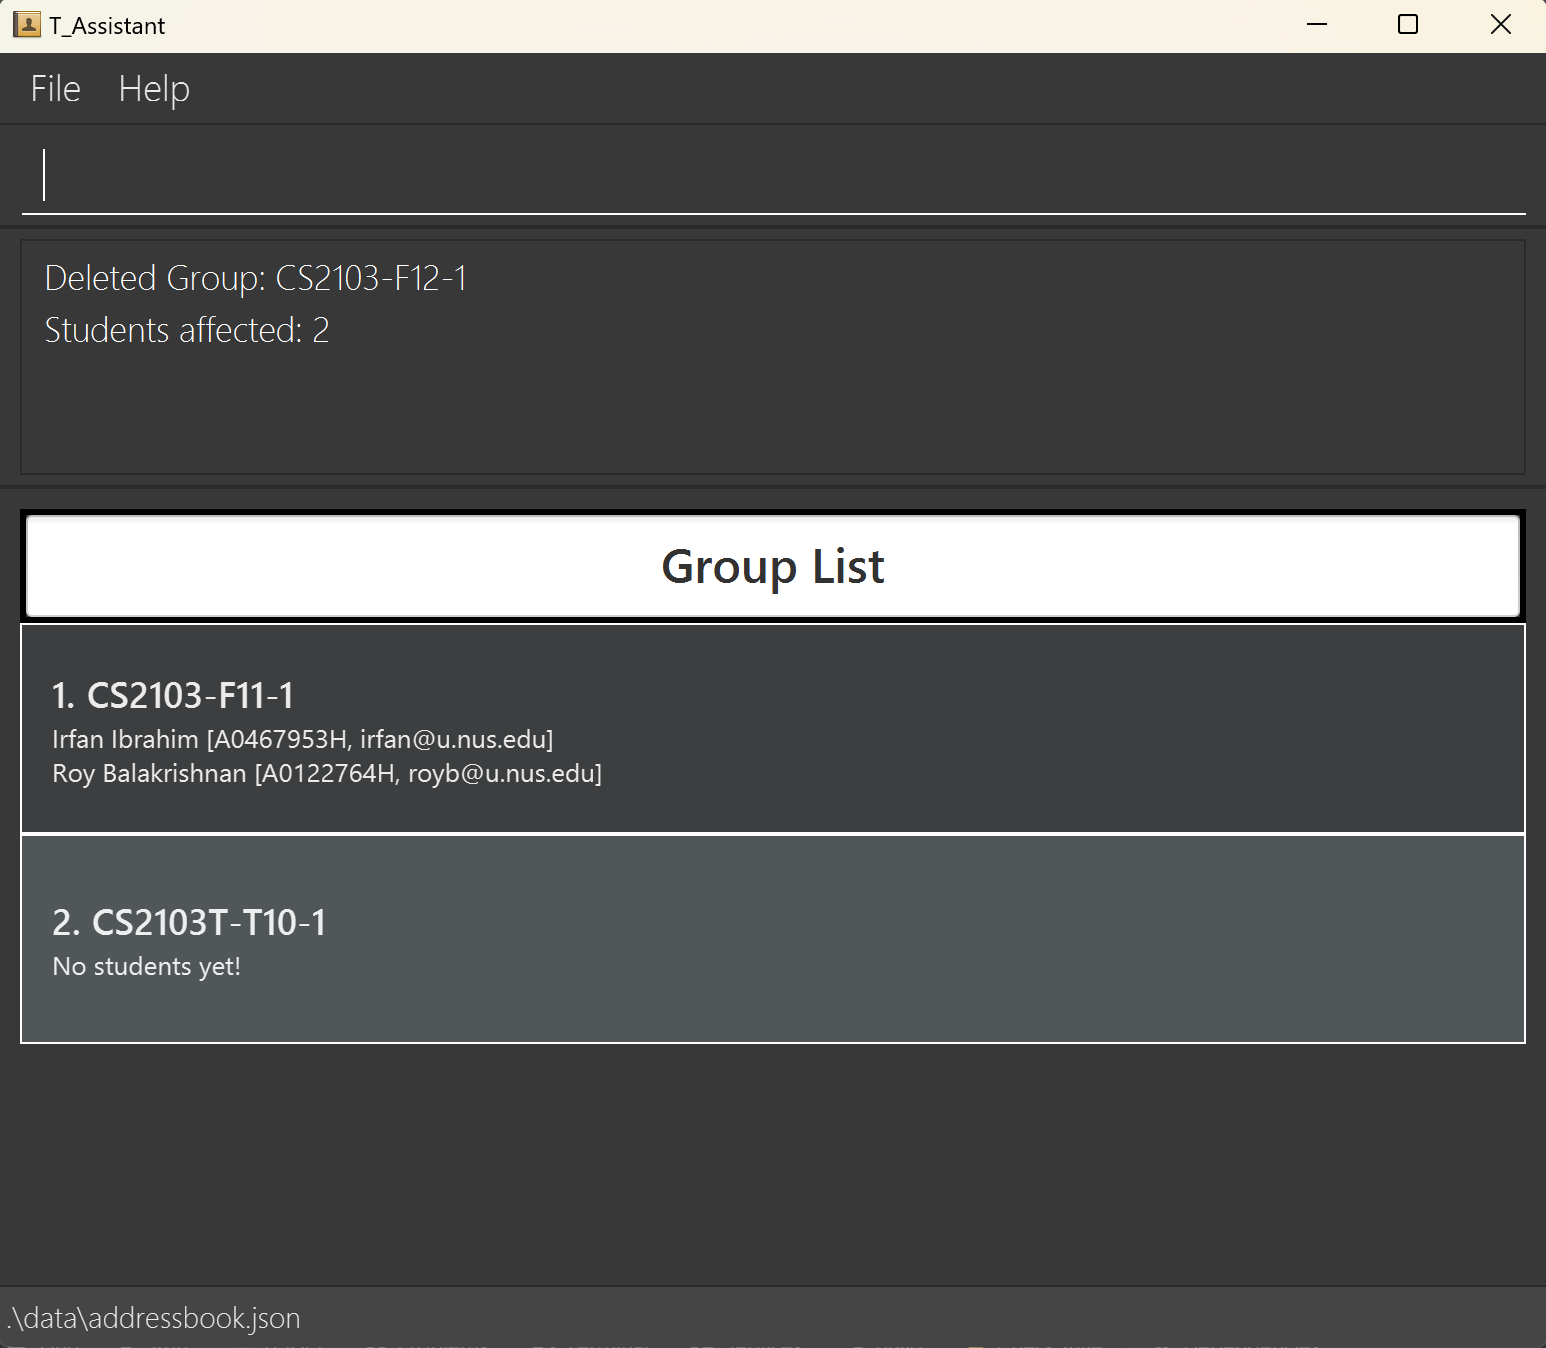 T_Assistant
File Help
Deleted Group: CS2103-F12-1
Students affected: 2
Group List
1. CS2103-F11-1
Irfan Ibrahim [A0467953H, irfan@u.nus.edu]
Roy Balakrishnan [A0122764H, royb@u.nus.edu]
2. CS2103T-T10-1
No students yet!
.\data\addressbook.json